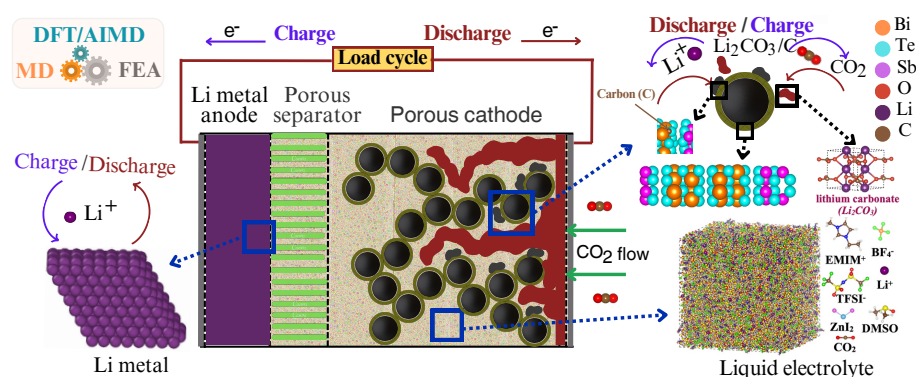 DFT/AIMD
MD
FEA
e-
Charge
Discharge
e-
Load cycle
Li metal
anode
Porous
separator
Porous cathode
Charge/Discharge
Li+
Li metal
CO2 flow
Discharge/Charge
Li+
Li2CO3/C
CO2
Carbon (C)
Bi
Te
Sb
O
Li
C
lithium carbonate
(Li2CO3)
EMIM+
BF4-
TFSI-
Li+
ZnI2
DMSO
CO2
Liquid electrolyte